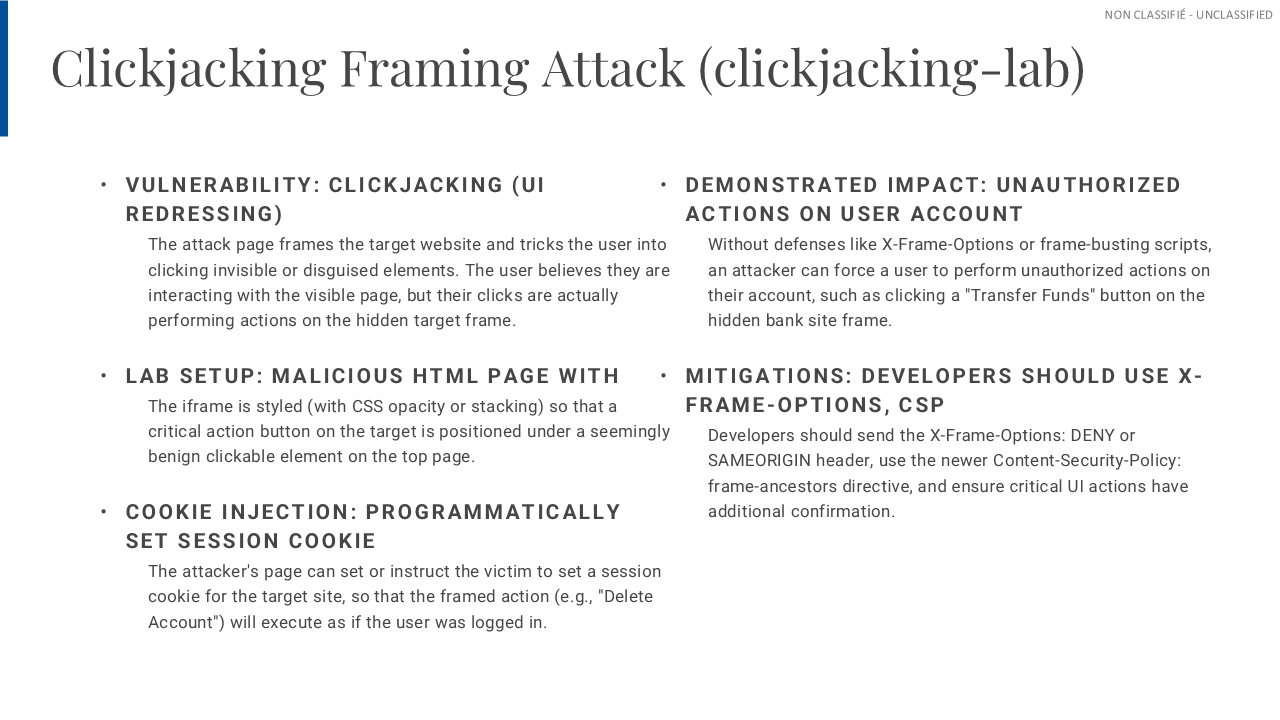 NON CLASSIFIÉ - UNCLASSIFIED
Clickjacking Framing Attack (clickjacking-lab)
• VULNERABILITY: CLICKJACKING (UI
REDRESSING)
The attack page frames the target website and tricks the user into
clicking invisible or disguised elements. The user believes they are
interacting with the visible page, but their clicks are actually
performing actions on the hidden target frame.
• LAB SETUP: MALICIOUS HTML PAGE WITH
The iframe is styled (with CSS opacity or stacking) so that a
critical action button on the target is positioned under a seemingly
benign clickable element on the top page.
• COOKIE INJECTION: PROGRAMMATICALLY
SET SESSION COOKIE
The attacker's page can set or instruct the victim to set a session
cookie for the target site, so that the framed action (e.g., "Delete
Account") will execute as if the user was logged in.
• DEMONSTRATED IMPACT: UNAUTHORIZED
ACTIONS ON USER ACCOUNT
Without defenses like X-Frame-Options or frame-busting scripts,
an attacker can force a user to perform unauthorized actions on
their account, such as clicking a "Transfer Funds" button on the
hidden bank site frame.
• MITIGATIONS: DEVELOPERS SHOULD USE X-
FRAME-OPTIONS, CSP
Developers should send the X-Frame-Options: DENY or
SAMEORIGIN header, use the newer Content-Security-Policy:
frame-ancestors directive, and ensure critical UI actions have
additional confirmation.